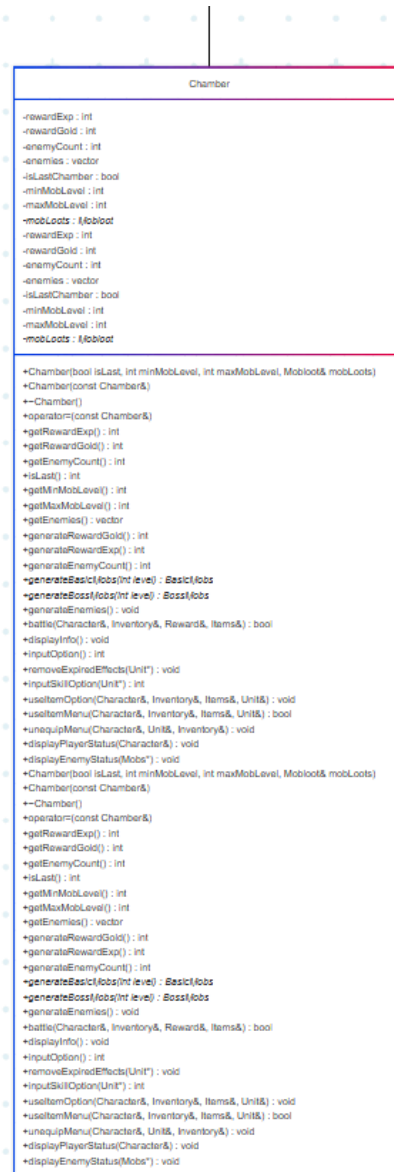 Chamber
-rewardExp : int
-rewardGold : int
-enemyCount : int
-enemies : vector
-isLastChamber : bool
-minMobLevel : int
-maxMobLevel : int
-mobLoots : Mobloot
-rewardExp : int
-rewardGold : int
-enemyCount : int
-enemies : vector
-isLastChamber : bool
-minMobLevel : int
-maxMobLevel : int
-mobLoots : Mobloot
+Chamber(bool isLast, int minMobLevel, int maxMobLevel, Mobloot& mobLoots)
+Chamber(const Chamber&)
+~Chamber()
+operator=(const Chamber&)
+getRewardExp() : int
+getRewardGold() : int
+getEnemyCount() : int
+isLast() : int
+getMinMobLevel() : int
+getMaxMobLevel() : int
+getEnemies() : vector
+generateRewardGold() : int
+generateRewardExp() : int
+generateEnemyCount() : int
+generateBasicMobs(int level) : BasicMobs
+generateBossMobs(int level) : BossMobs
+generateEnemies() : void
+battle(Character&, Inventory&, Reward&, Items&) : bool
+displayInfo() : void
+inputOption() : int
+removeExpiredEffects(Unit*) : void
+inputSkillOption(Unit*) : int
+useItemOption(Character&, Inventory&, Items&, Unit&) : void
+useItemMenu(Character&, Inventory&, Items&, Unit&) : bool
+unequipMenu(Character&, Unit&, Inventory&) : void
+displayPlayerStatus(Character&) : void
+displayEnemyStatus(Mobs*) : void
+Chamber(bool isLast, int minMobLevel, int maxMobLevel, Mobloot& mobLoots)
+Chamber(const Chamber&)
+~Chamber()
+operator=(const Chamber&)
+getRewardExp() : int
+getRewardGold() : int
+getEnemyCount() : int
+isLast() : int
+getMinMobLevel() : int
+getMaxMobLevel() : int
+getEnemies() : vector
+generateRewardGold() : int
+generateRewardExp() : int
+generateEnemyCount() : int
+generateBasicMobs(int level) : BasicMobs
+generateBossMobs(int level) : BossMobs
+generateEnemies() : void
+battle(Character&, Inventory&, Reward&, Items&) : bool
+displayInfo() : void
+inputOption() : int
+removeExpiredEffects(Unit*) : void
+inputSkillOption(Unit*) : int
+useItemOption(Character&, Inventory&, Items&, Unit&) : void
+useItemMenu(Character&, Inventory&, Items&, Unit&) : bool
+unequipMenu(Character&, Unit&, Inventory&) : void
+displayPlayerStatus(Character&) : void
+displayEnemyStatus(Mobs*) : void